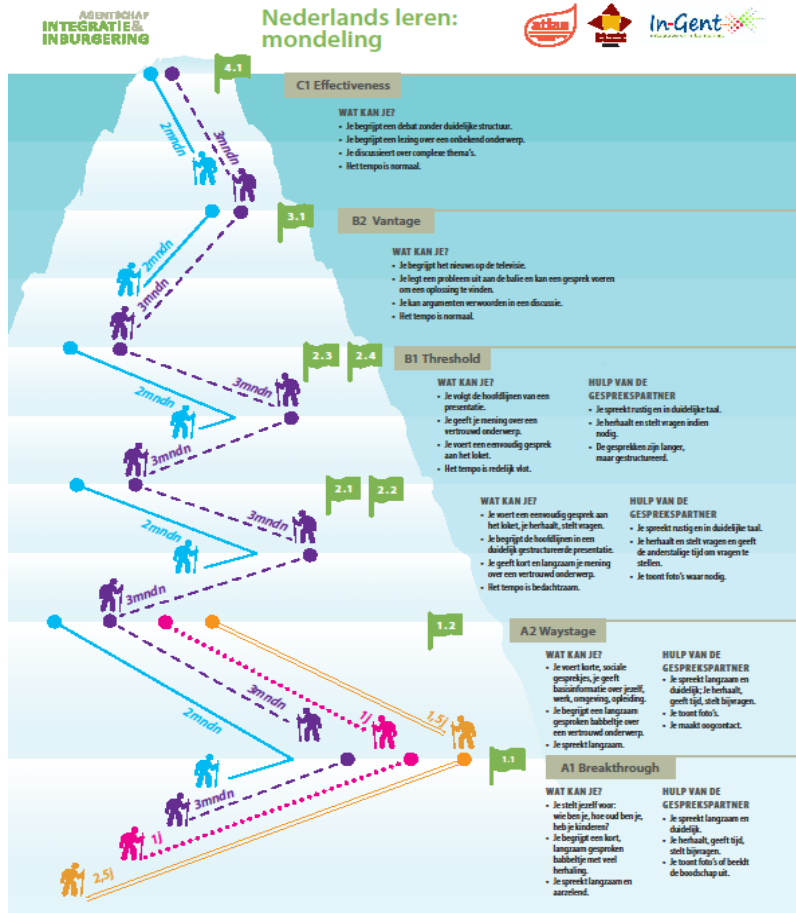 AGENTSCHAP
INTEGRATIE&
INBURGERING
Nederlands leren:
mondeling
atlas
In-Gent
4.1
C1 Effectiveness
WAT KAN JE?
• Je begrijpt een debat zonder duidelijke structuur.
• Je begrijpt een lezing over een onbekend onderwerp.
• Je discussieert over complexe thema's.
• Het tempo is normaal.
2mndn
3mndn
3.1
B2 Vantage
WAT KAN JE?
• Je begrijpt het nieuws op de televisie.
• Je legt een probleem uit aan de balie en kan een gesprek voeren
om een oplossing te vinden.
• Je kan argumenten verwoorden in een discussie.
• Het tempo is normaal.
2mndn
3mndn
2.3
2.4
B1 Threshold
WAT KAN JE?
• Je volgt de hoofdlijnen van een
presentatie.
• Je geeft je mening over een
vertrouwd onderwerp.
• Je voert een eenvoudig gesprek
aan het loket.
• Het tempo is redelijk vlot.
HULP VAN DE
GESPREKSPARTNER
• Je spreekt rustig en in duidelijke taal.
• Je herhaalt en stelt vragen indien
nodig.
• De gesprekken zijn langer,
maar gestructureerd.
3mndn
2mndn
3mndn
2.1
2.2
WAT KAN JE?
• Je voert een eenvoudig gesprek aan
het loket, je herhaalt, stelt vragen.
• Je begrijpt de hoofdlijnen in een
duidelijk gestructureerde presentatie.
• Je geeft kort en langzaam je mening
over een vertrouwd onderwerp.
• Het tempo is bedachtzaam.
HULP VAN DE
GESPREKSPARTNER
• Je spreekt rustig en in duidelijke taal.
• Je herhaalt en stelt vragen en geeft
de anderstalige tijd om vragen te
stellen.
• Je toont foto's waar nodig.
3mndn
2mndn
3mndn
1.2
A2 Waystage
WAT KAN JE?
• Je voert korte, sociale
gesprekjes, je geeft
basisinformatie over jezelf,
werk, omgeving, opleiding.
• Je begrijpt een langzaam
gesproken babbeltje over
een vertrouwd onderwerp.
• Je spreekt langzaam.
HULP VAN DE
GESPREKSPARTNER
• Je spreekt langzaam en
duidelijk; Je herhaalt,
geeft tijd, stelt bijvragen.
• Je toont foto's.
• Je maakt oogcontact.
3mndn
2mndn
1j
1,5j
1.1
A1 Breakthrough
WAT KAN JE?
• Je stelt jezelf voor:
wie ben je, hoe oud ben je,
heb je kinderen?
• Je begrijpt een kort,
langzaam gesproken
babbeltje met veel
herhaling.
• Je spreekt langzaam en
aarzelend.
HULP VAN DE
GESPREKSPARTNER
• Je spreekt langzaam en
duidelijk.
• Je herhaalt, geeft tijd,
stelt bijvragen.
• Je toont foto's of beeldt
de boodschap uit.
3mndn
1j
2,5j